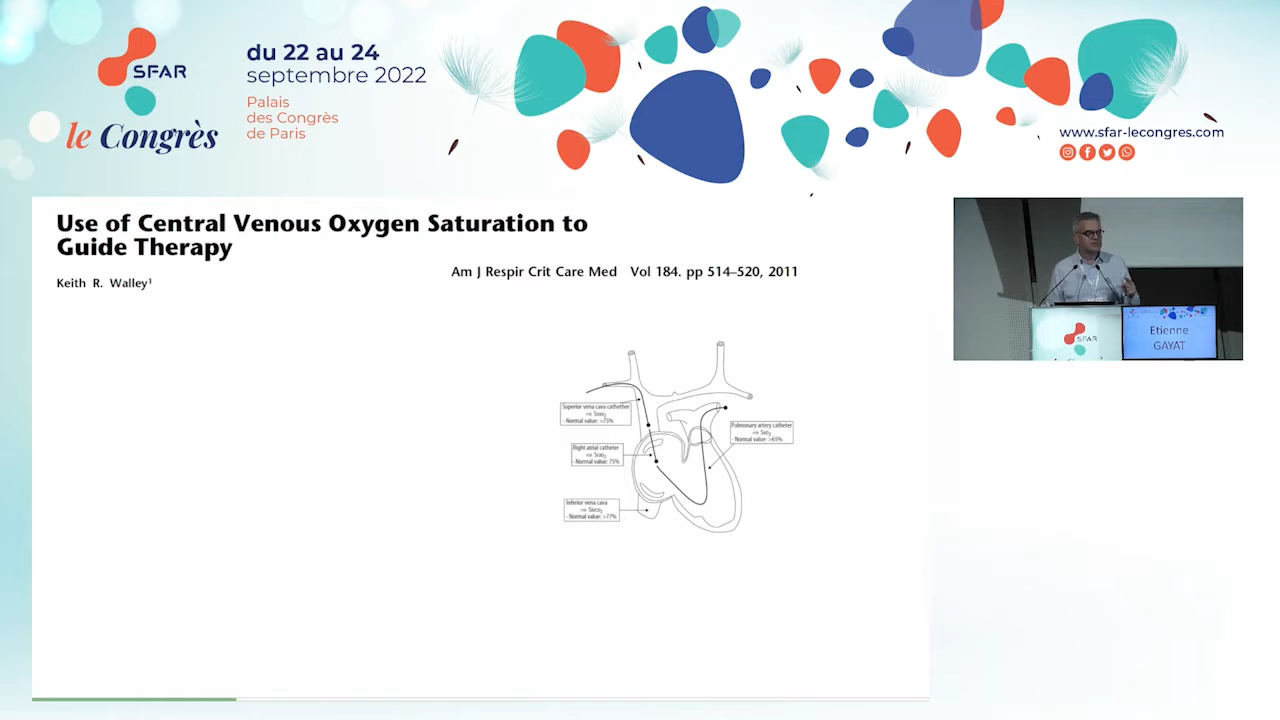 SFAR
le Congrès
du 22 au 24
septembre 2022
Palais
des Congrès
de Paris
www.sfar-lecongres.com
Use of Central Venous Oxygen Saturation to
Guide Therapy
Am J Respir Crit Care Med Vol 184. pp 514–520, 2011
Keith R. Walley¹
Superior vena cava cathether
⇒ Svo₂
- Normal value: >75%
Right atrial catheter
⇒ Srao₂
- Normal value: 75%
Inferior vena cava
- Normal value: >77%
Pulmonary artery catheter
⇒ Svo₂
- Normal value: >65%
SFAR
Etienne
GAYAT